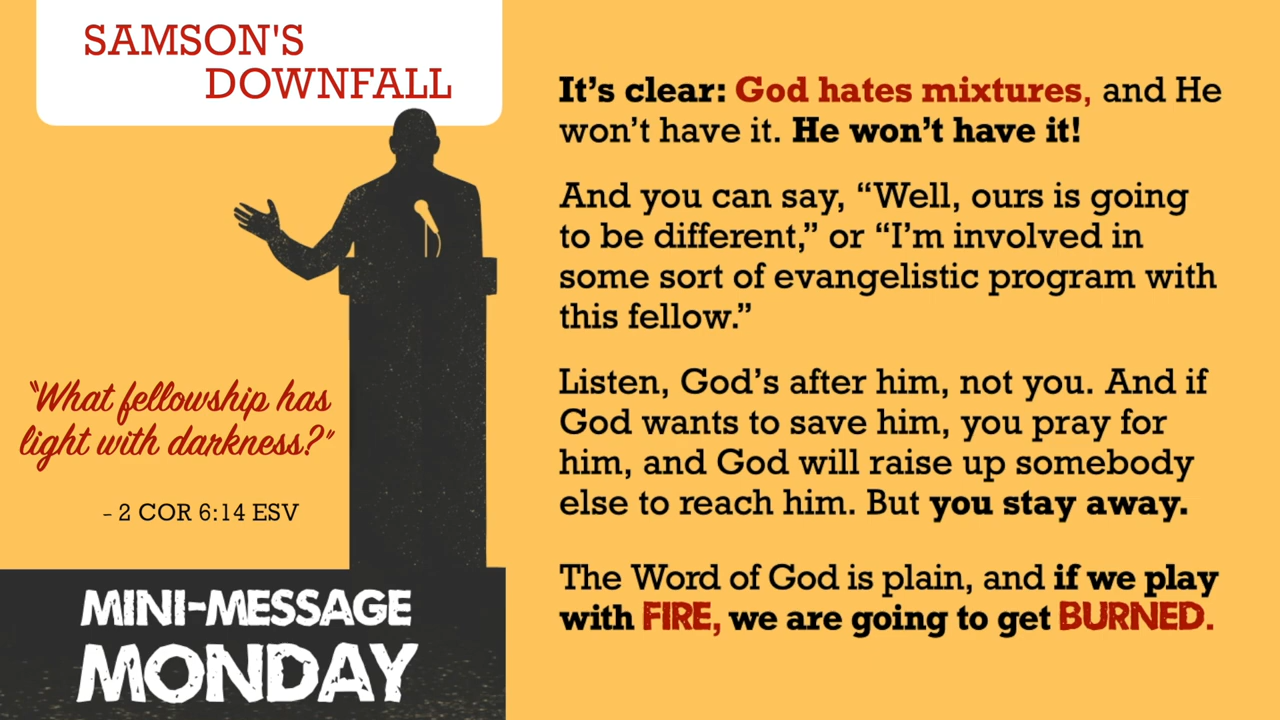 SAMSON'S
DOWNFALL
"What fellowship has
light with darkness?"
- 2 COR 6:14 ESV
MINI-MESSAGE
MONDAY
It’s clear: God hates mixtures, and He
won’t have it. He won’t have it!
And you can say, “Well, ours is going
to be different,” or “I’m involved in
some sort of evangelistic program with
this fellow.”
Listen, God’s after him, not you. And if
God wants to save him, you pray for
him, and God will raise up somebody
else to reach him. But you stay away.
The Word of God is plain, and if we play
with FIRE, we are going to get BURNED.